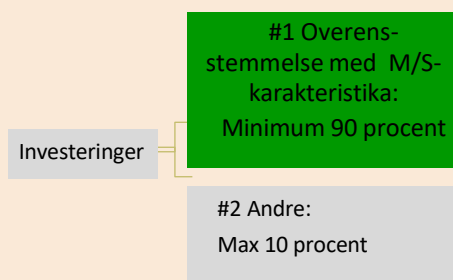 #1 Overens-
stemmelse med M/S-
karakteristika:
Minimum 90 procent
Investeringer
#2 Andre:
Max 10 procent